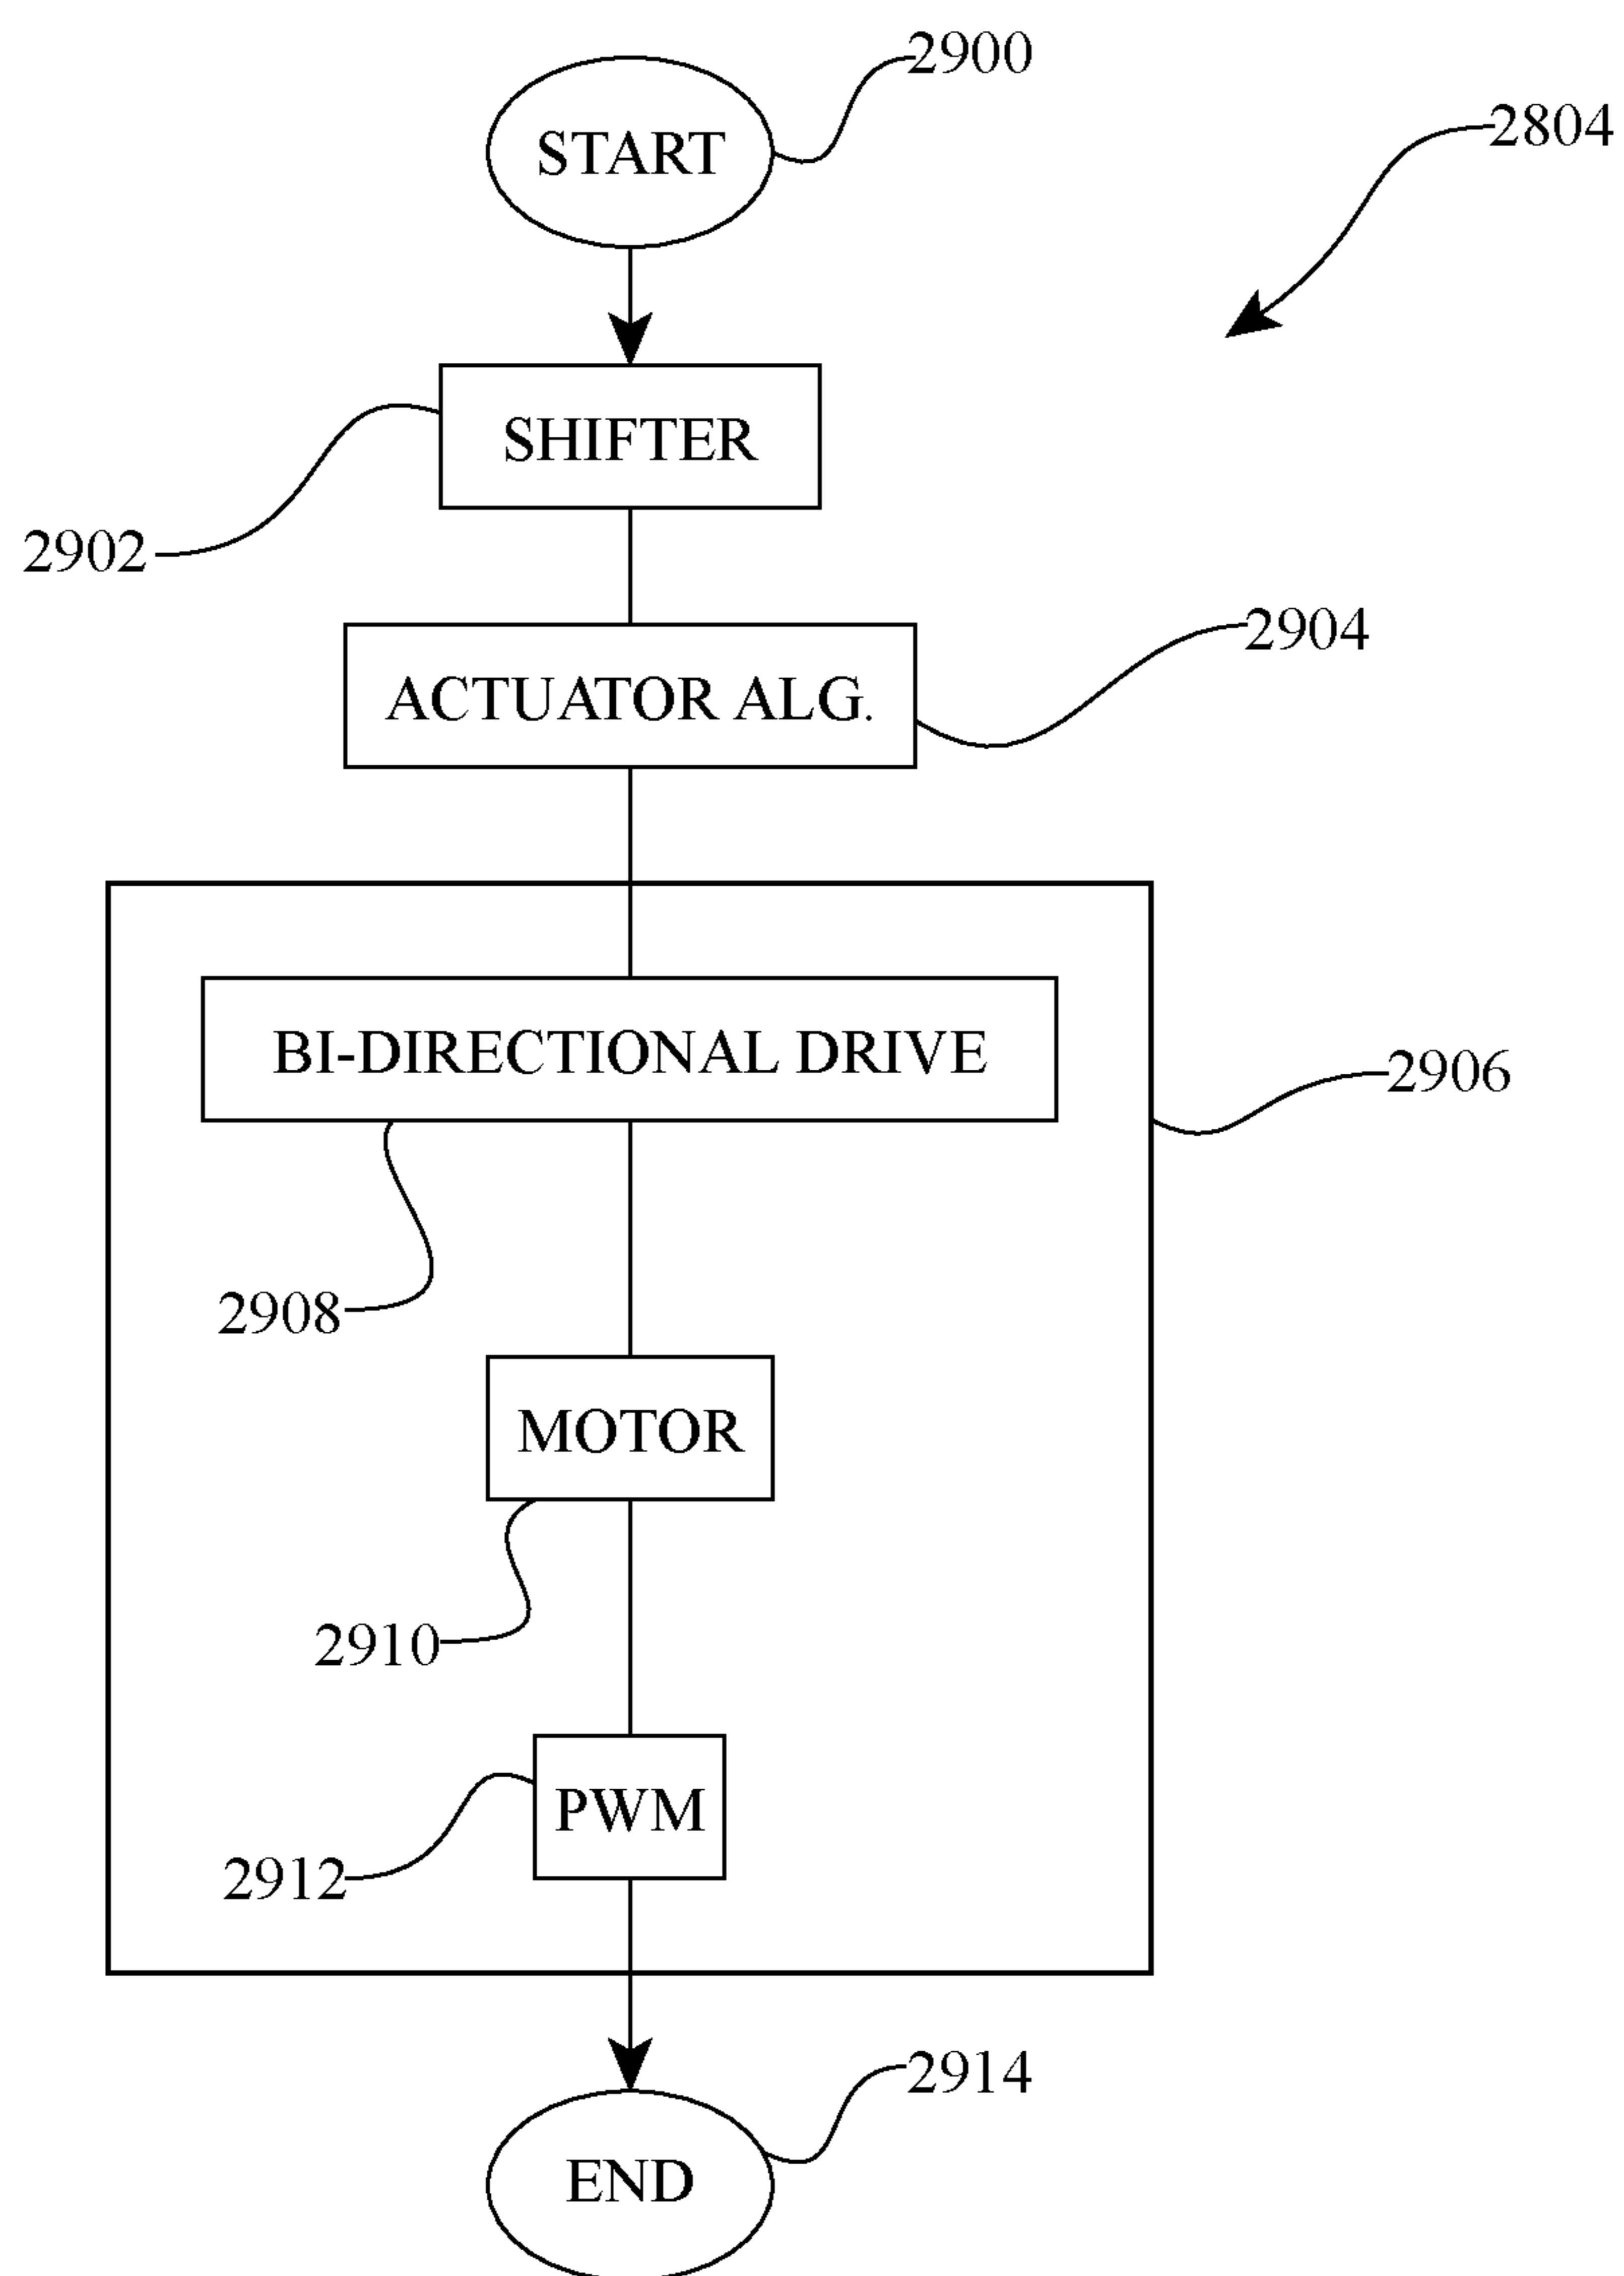 2900
2804
START
SHIFTER
2902
2904
ACTUATOR ALG.
BI-DIRECTIONAL DRIVE
2906
2908
MOTOR
2910
PWM
2912
2914
END